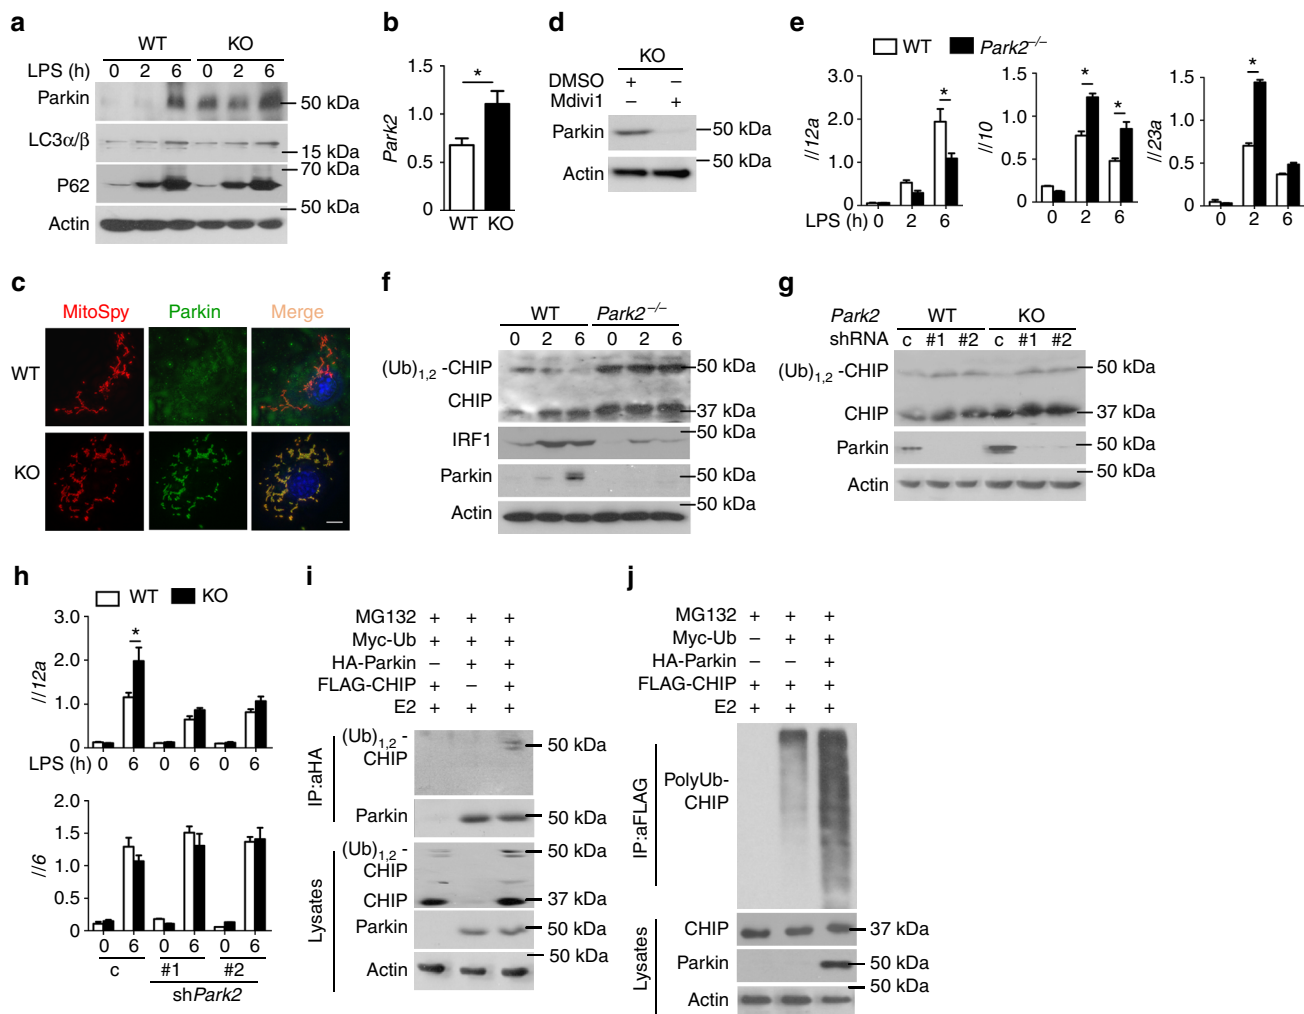 a
WT KO
LPS (h) 0 2 6 0 2 6
Parkin
50 kDa
LC3α/β
15 kDa
70 kDa
P62
50 kDa
Actin
b
*
1.5
1.0
0.5
0
Park2
WT KO
d
KO
DMSO + –
Mdivi1 – +
Parkin
50 kDa
50 kDa
Actin
e
WT Park2–/–
3.0
2.0
1.0
0
Il12a
*
LPS (h) 0 2 6
1.5
1.0
0.5
0
Il10
* *
0 2 6
1.5
1.0
0.5
0
Il23a
*
0 2 6
c
MitoSpy Parkin Merge
WT
KO
f
WT Park2–/–
0 2 6 0 2 6
(Ub)1,2 -CHIP
50 kDa
CHIP
37 kDa
50 kDa
IRF1
Parkin
50 kDa
50 kDa
Actin
g
Park2 WT KO
shRNA c #1 #2 c #1 #2
(Ub)1,2 -CHIP
50 kDa
CHIP
37 kDa
Parkin
50 kDa
50 kDa
Actin
h
WT KO
3.0
2.0
1.0
0
Il12a
*
LPS (h) 0 6 0 6 0 6
2.0
1.5
1.0
0.5
0
Il6
0 6 0 6 0 6
c #1 #2
shPark2
i
MG132 + + +
Myc-Ub + + +
HA-Parkin – + +
FLAG-CHIP + – +
E2 + + +
IP:aHA
(Ub)1,2 -
CHIP
50 kDa
Parkin
50 kDa
Lysates
(Ub)1,2 -
CHIP
50 kDa
CHIP
37 kDa
Parkin
50 kDa
50 kDa
Actin
j
MG132 + + +
Myc-Ub – + +
HA-Parkin – – +
FLAG-CHIP + + +
E2 + + +
IP:aFLAG
PolyUb-
CHIP
Lysates
CHIP
37 kDa
Parkin
50 kDa
50 kDa
Actin